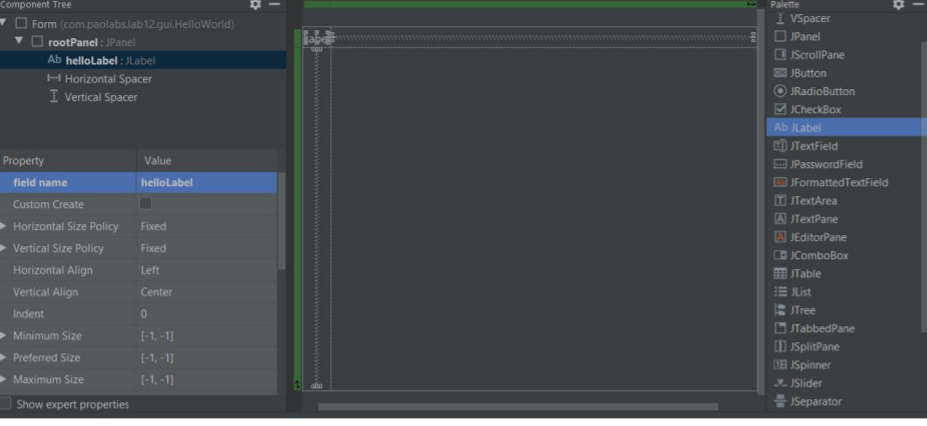 Component Tree
Form (com.paolabs.lab12.gui.HelloWorld)
rootPanel : JPanel
Ab helloLabel : JLabel
Horizontal Spacer
Vertical Spacer
Property Value
field name helloLabel
Custom Create
Horizontal Size Policy Fixed
Vertical Size Policy Fixed
Horizontal Align Left
Vertical Align Center
Indent 0
Minimum Size [-1, -1]
Preferred Size [-1, -1]
Maximum Size [-1, -1]
Show expert properties
Label
Palette
VSpacer
JPanel
JScrollPane
JButton
JRadioButton
JCheckBox
Ab JLabel
JTextField
JPasswordField
JFormattedTextField
JTextArea
JTextPane
JEditorPane
JComboBox
JTable
JList
JTree
JTabbedPane
JSplitPane
JSpinner
JSlider
JSeparator